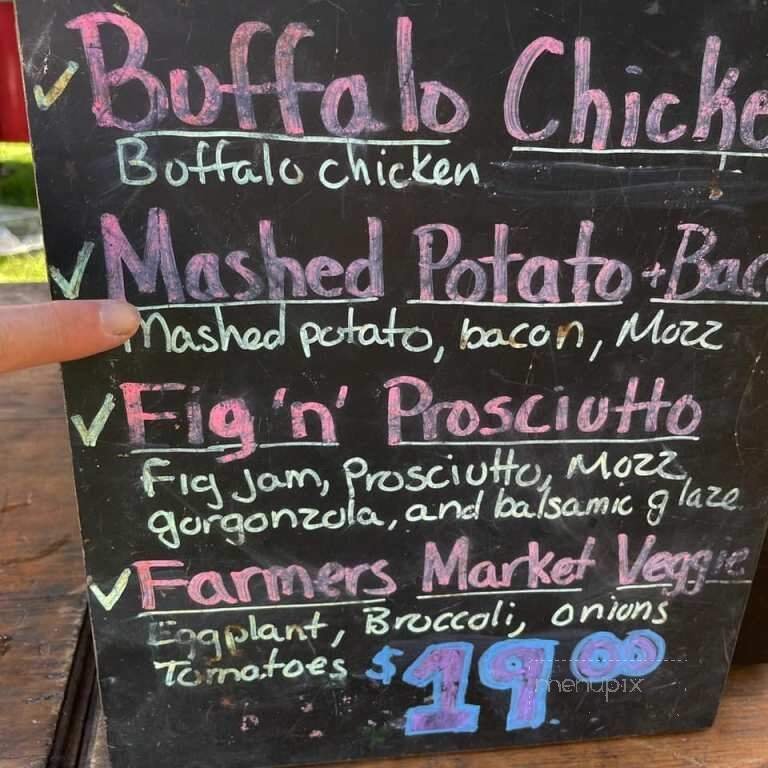 ✓ Buffalo Chicke
Buffalo chicken
✓ Mashed Potato + Bac
Mashed potato, bacon, Mozz
✓ Fig 'n' Prosciutto
Fig Jam, Prosciutto, Mozz,
gorgonzola, and balsamic glaze
✓ Farmers Market Veggie
Eggplant, Broccoli, onions
Tomatoes $19.00
menupix